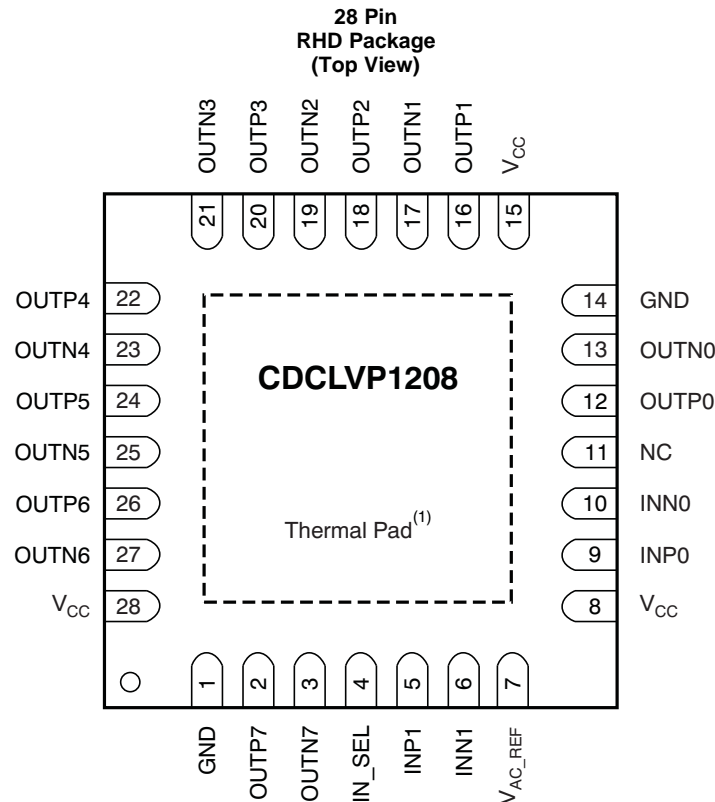 28 Pin
RHD Package
(Top View)
OUTN3
OUTP3
OUTN2
OUTP2
OUTN1
OUTP1
VCC
21
20
19
18
17
16
15
OUTP4 22
OUTN4 23
OUTP5 24
OUTN5 25
OUTP6 26
OUTN6 27
VCC 28
CDCLVP1208
Thermal Pad(1)
14 GND
13 OUTN0
12 OUTP0
11 NC
10 INN0
9 INP0
8 VCC
1
2
3
4
5
6
7
GND
OUTP7
OUTN7
IN_SEL
INP1
INN1
VAC_REF